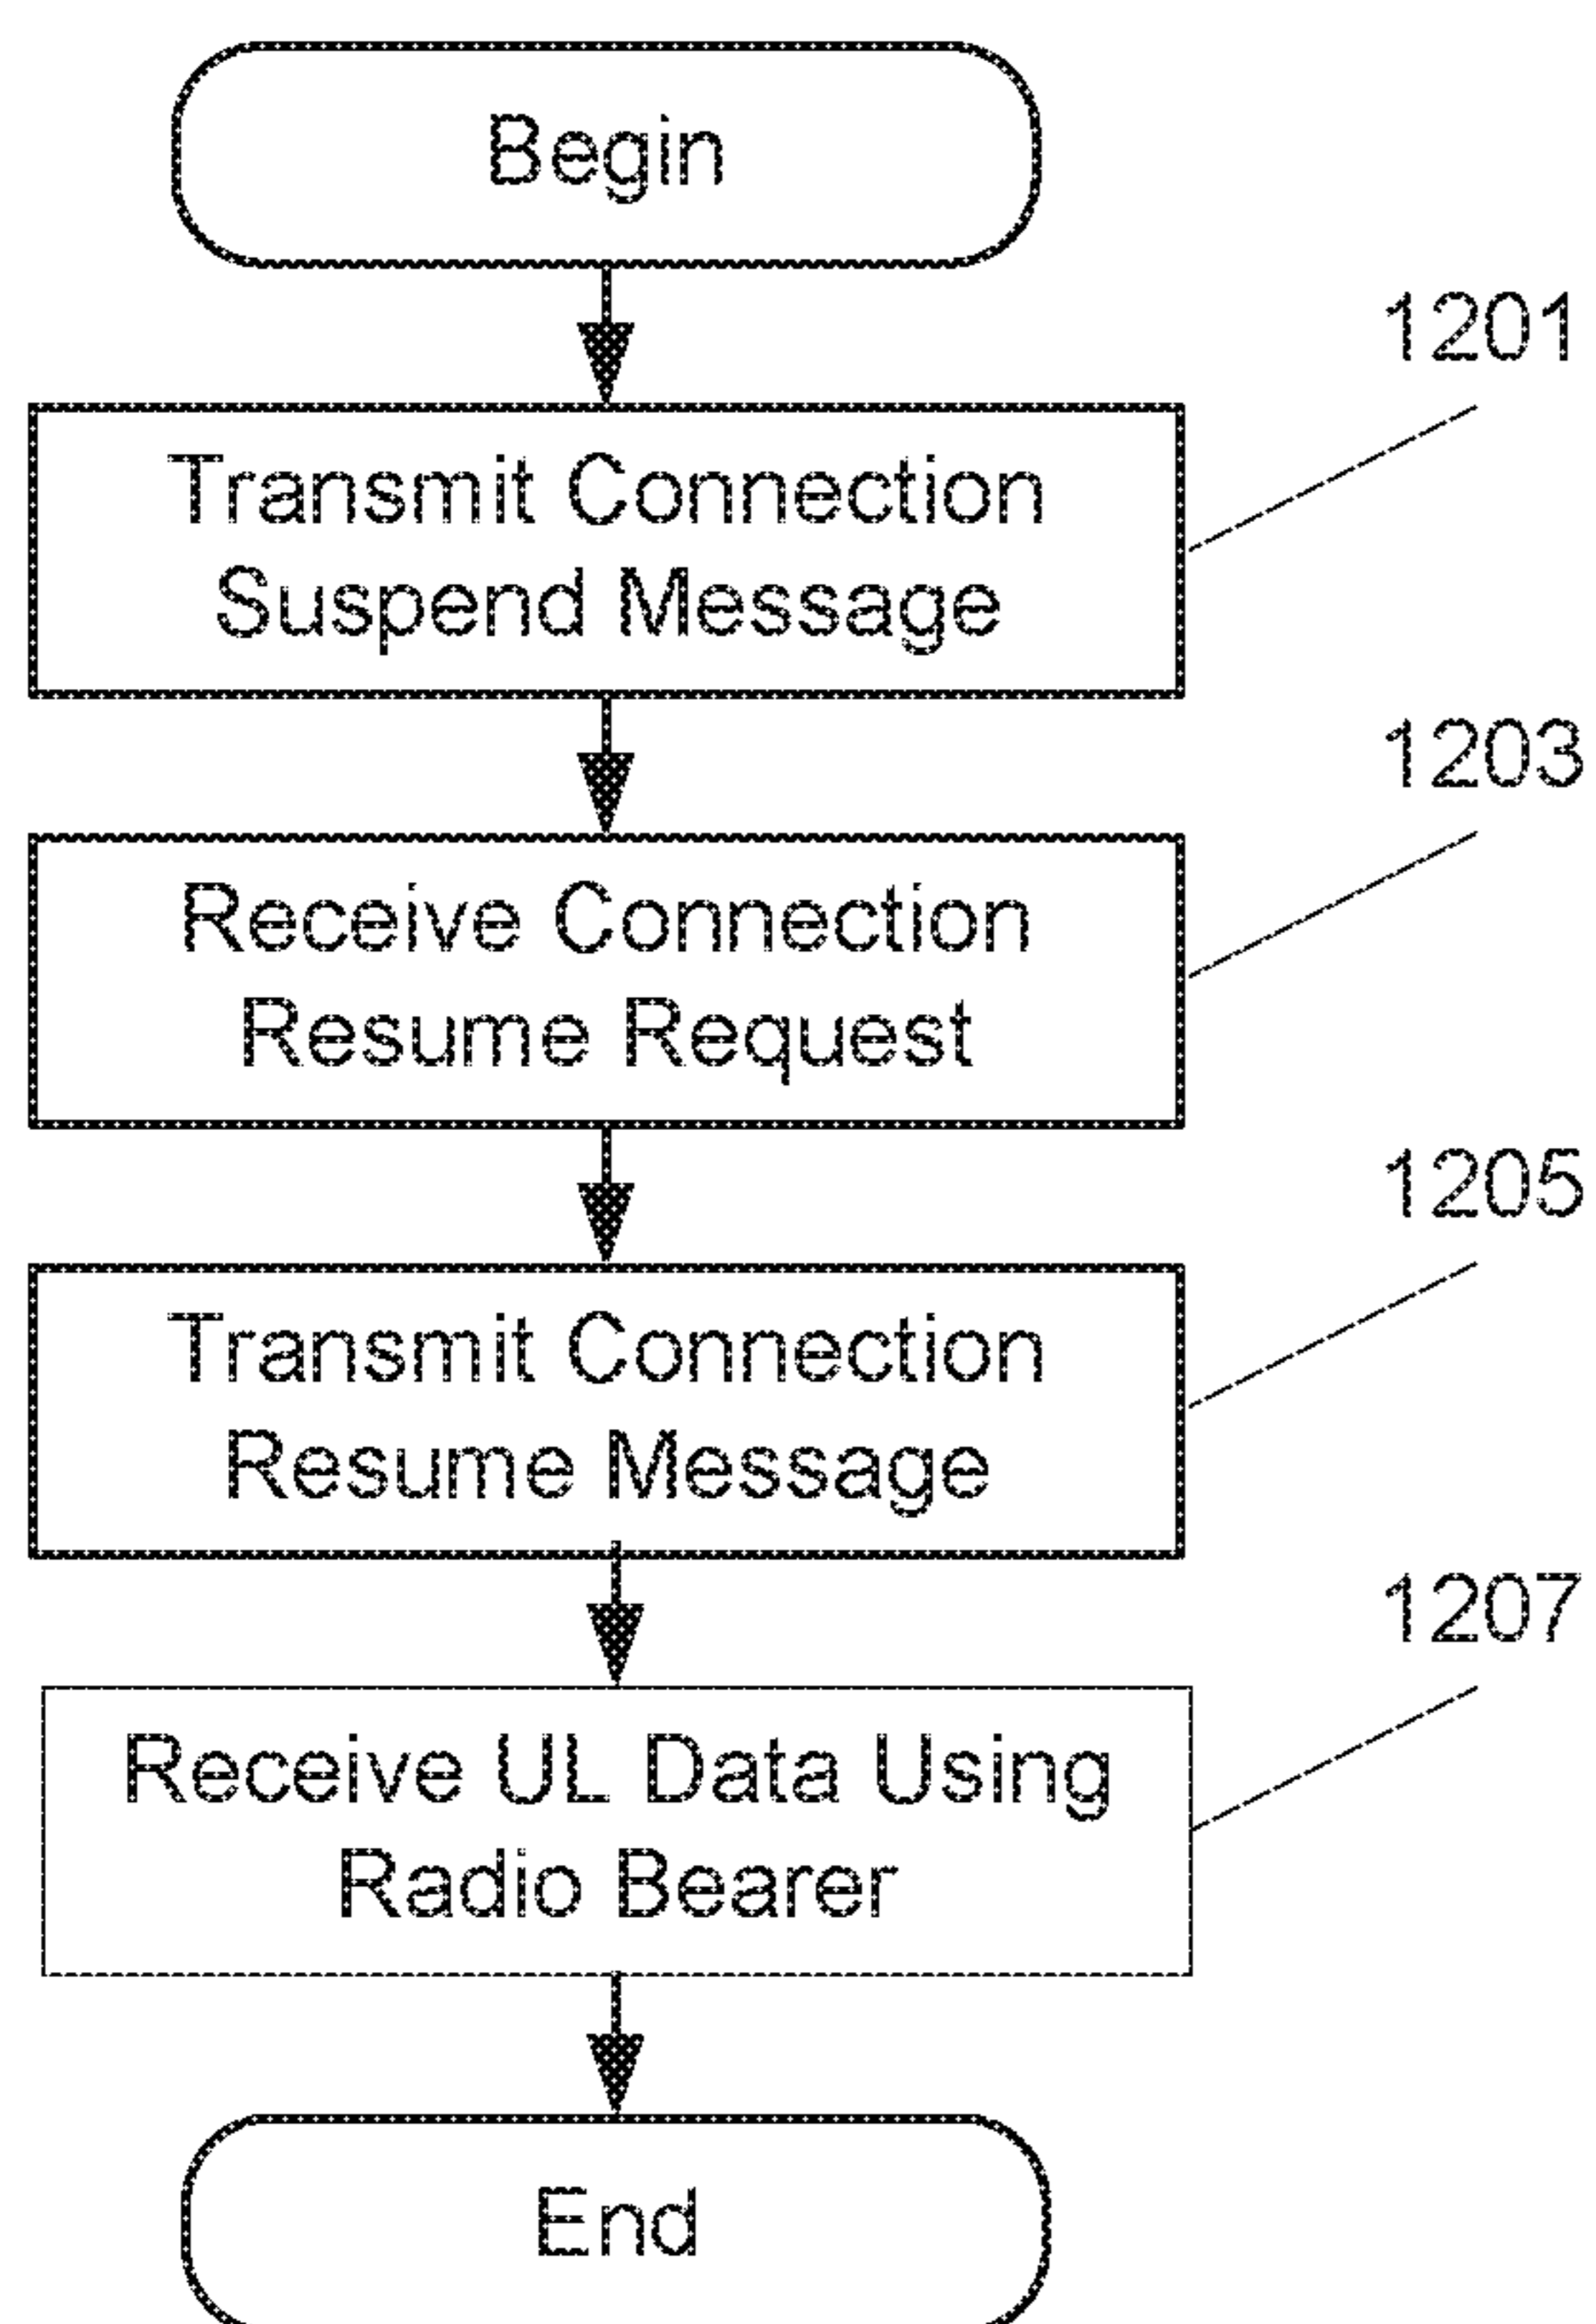 Begin
1201
Transmit Connection
Suspend Message
1203
Receive Connection
Resume Request
1205
Transmit Connection
Resume Message
1207
Receive UL Data Using
Radio Bearer
End